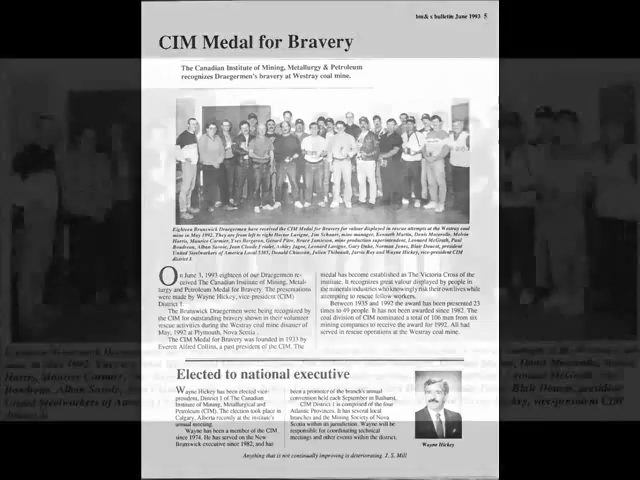 bm&s bulletin June 1993 5
CIM Medal for Bravery
The Canadian Institute of Mining, Metallurgy & Petroleum
recognizes Draegermen's bravery at Westray coal mine.
Eighteen Brunswick Draegermen have received the CIM Medal for Bravery for valour displayed in rescue attempts at the Westray coal
mine in May 1992. They are from left to right Hector Lavigne, Jim Schauer, mine manager, Kenneth Martin, Denis Mazerolle, Melvin
Harris, Maurice Cormier, Yves Bergeron, Gerard Pitre, Bruce Jamieson, mine production superintendent, Leonard McGrath, Paul
Boudreau, Alban Savoie, Jean Claude Friolet, Ashley Jagoe, Leonard Lavigne, Gary Duke, Norman Jones, Blair Doucet, president
United Steelworkers of America Local 5385, Donald Chiasson, Julien Thibeault, Jarvis Roy and Wayne Hickey, vice-president CIM
district 1.
On June 3, 1993 eighteen of our Draegermen re-
ceived The Canadian Institute of Mining, Metal-
lurgy and Petroleum Medal for Bravery. The presentations
were made by Wayne Hickey, vice-president (CIM)
District 1.
The Brunswick Draegermen were being recognized by
the CIM for outstanding bravery shown in their volunteer
rescue activities during the Westray coal mine disaster of
May, 1992 at Plymouth, Nova Scotia.
The CIM Medal for Bravery was founded in 1933 by
Everett Alfred Collins, a past president of the CIM. The
medal has become established as The Victoria Cross of the
institute. It recognizes great valour displayed by people in
the minerals industries who knowingly risk their own lives while
attempting to rescue fellow workers.
Between 1935 and 1992 the award has been presented 23
times to 49 people. It has not been awarded since 1982. The
coal division of CIM nominated a total of 106 men from six
mining companies to receive the award for 1992. All had
served in rescue operations at the Westray mine.
Elected to national executive
Wayne Hickey has been elected vice-
president, District 1 of The Canadian
Institute of Mining, Metallurgical and
Petroleum (CIM). The election took place in
Calgary, Alberta recently at the institute's
annual meeting.
Wayne has been a member of the CIM
since 1974. He has served on the New
Brunswick executive since 1982, and has
been a promoter of the branch's annual
convention held each September in Bathurst.
CIM District 1 is comprised of the four
Atlantic Provinces. It has several local
branches and the Mining Society of Nova
Scotia within its jurisdiction. Wayne will be
responsible for coordinating technical
meetings and other events within the district.
Wayne Hickey
Anything that is not continually improving is deteriorating. J. S. Mill